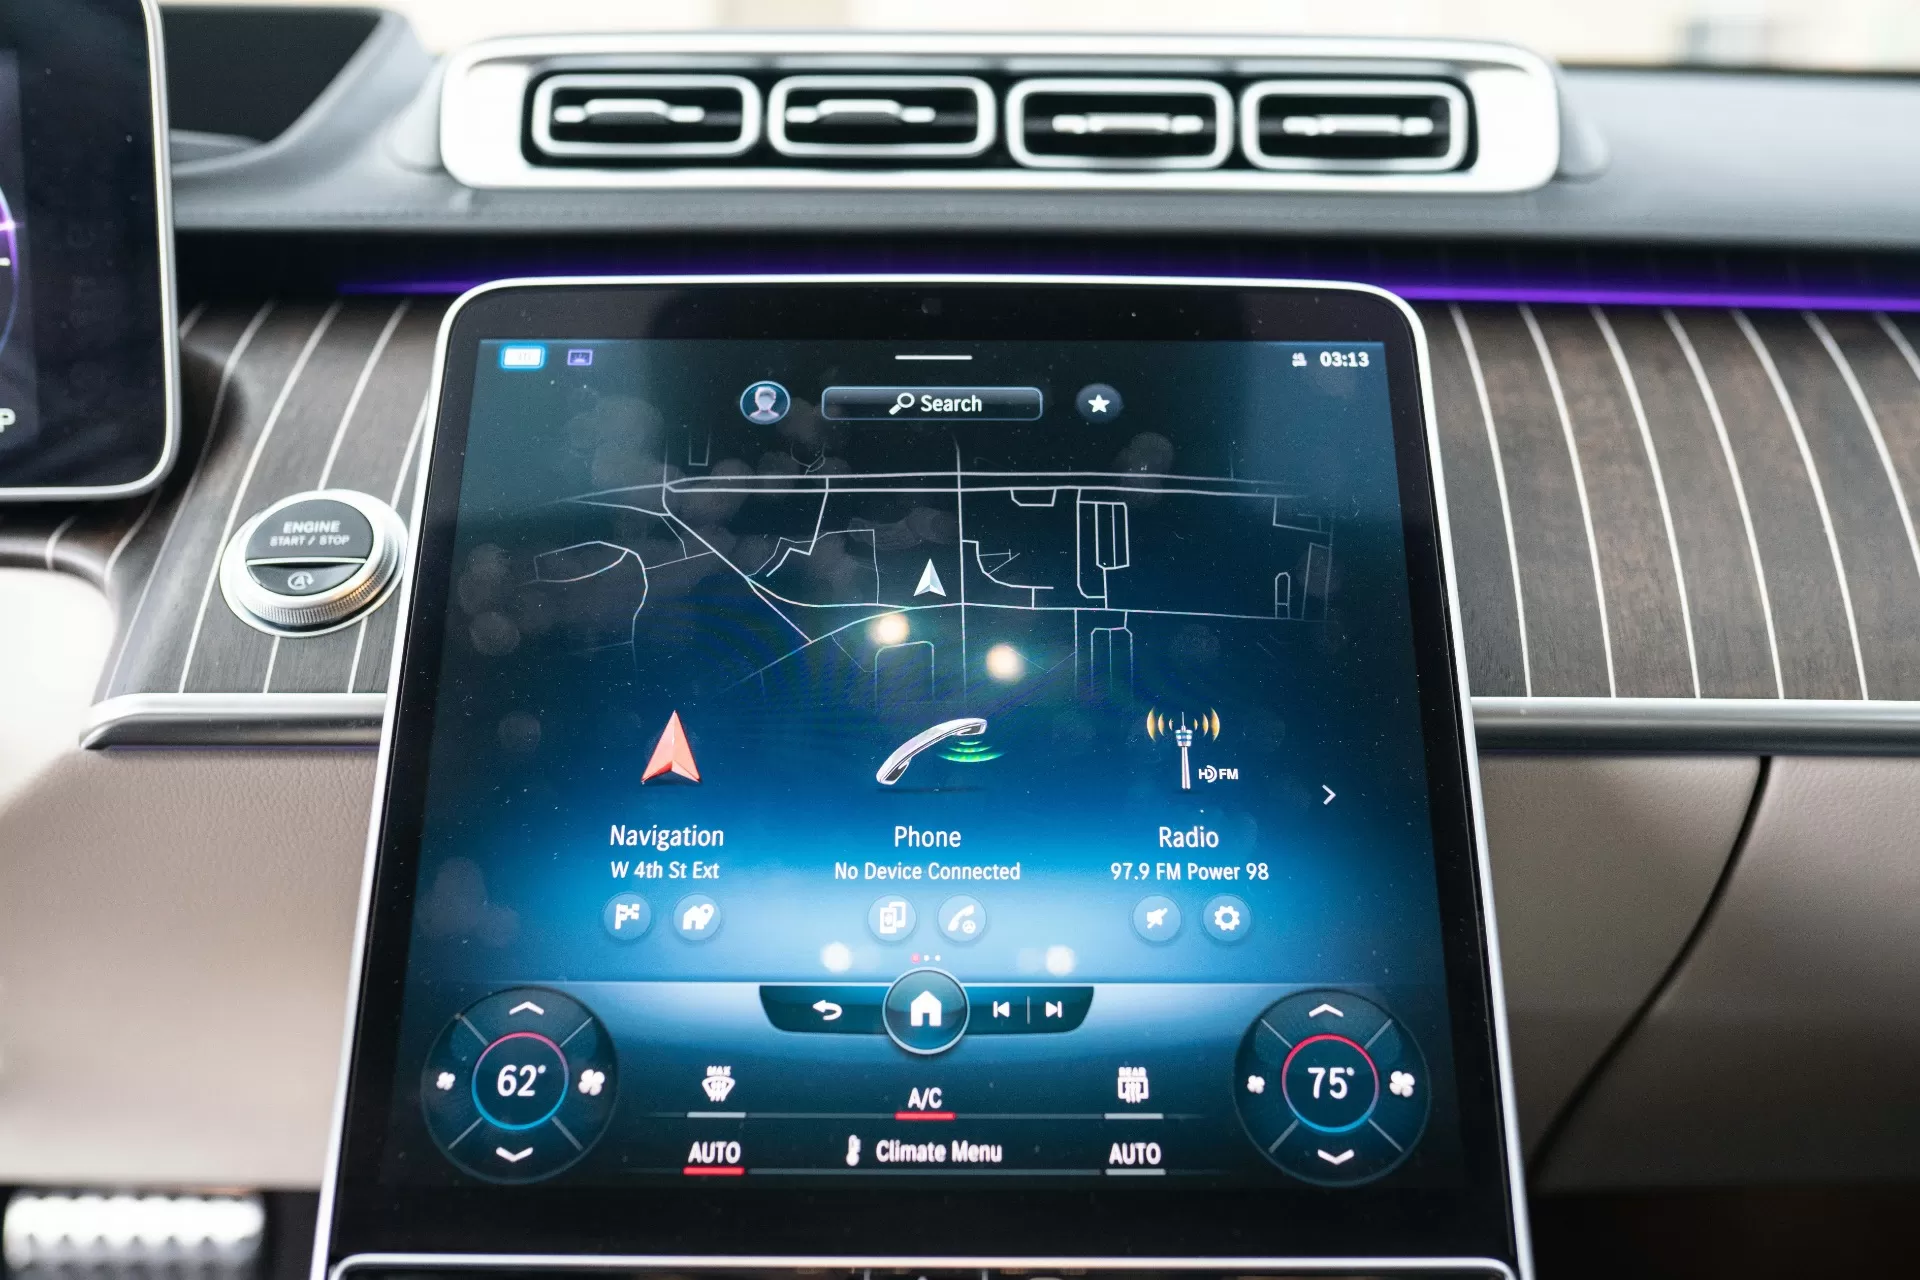 03:13
Search
ENGINE
START / STOP
A
HD FM
Navigation
Phone
Radio
W 4th St Ext
No Device Connected
97.9 FM Power 98
62°
75°
MAX
REAR
A/C
AUTO
Climate Menu
AUTO
P